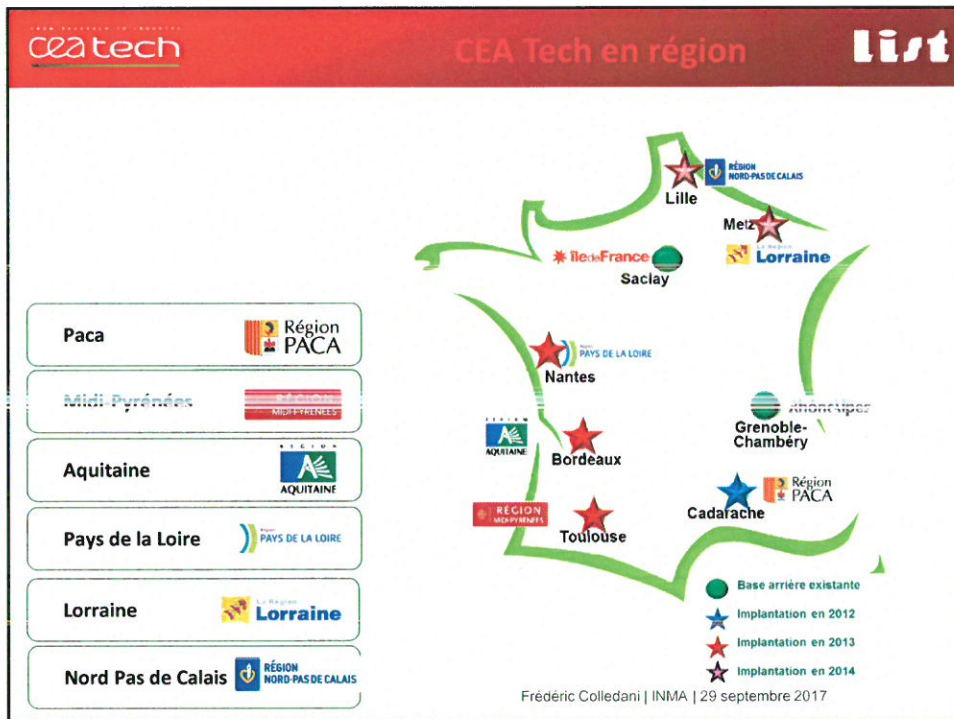 FROM RESEARCH TO INDUSTRY
cea tech
CEA Tech en région
list
Paca
Région
PACA
Midi-Pyrénées
RÉGION
MIDI-PYRÉNÉES
Aquitaine
RÉGION
AQUITAINE
Pays de la Loire
Région
PAYS DE LA LOIRE
Lorraine
La Région
Lorraine
Nord Pas de Calais
RÉGION
NORD-PAS DE CALAIS
RÉGION
NORD-PAS DE CALAIS
Lille
Metz
La Région
Lorraine
îledeFrance
Saclay
PAYS DE LA LOIRE
Nantes
RhôneAlpes
Grenoble-
Chambéry
RÉGION
AQUITAINE
Bordeaux
Région
PACA
Cadarache
RÉGION
MIDI-PYRÉNÉES
Toulouse
Base arrière existante
Implantation en 2012
Implantation en 2013
Implantation en 2014
Frédéric Colledani | INMA | 29 septembre 2017